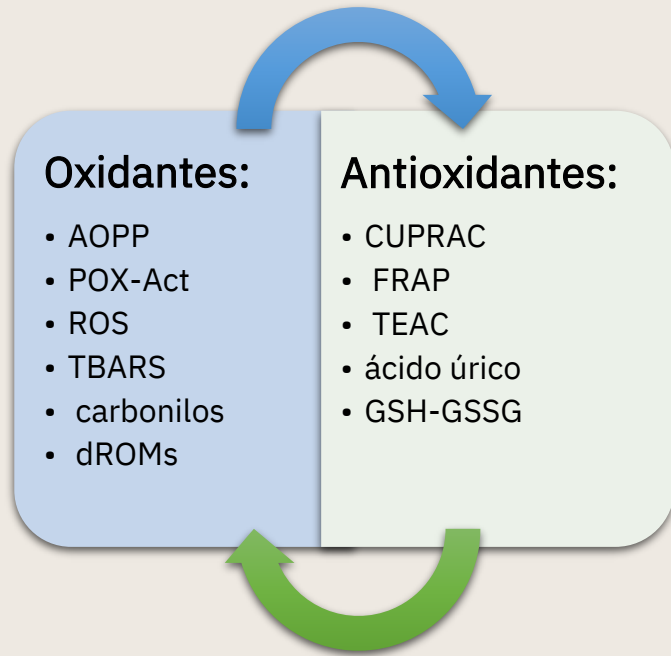 Oxidantes:
• AOPP
• POX-Act
• ROS
• TBARS
• carbonilos
• dROMs
Antioxidantes:
• CUPRAC
• FRAP
• TEAC
• ácido úrico
• GSH-GSSG